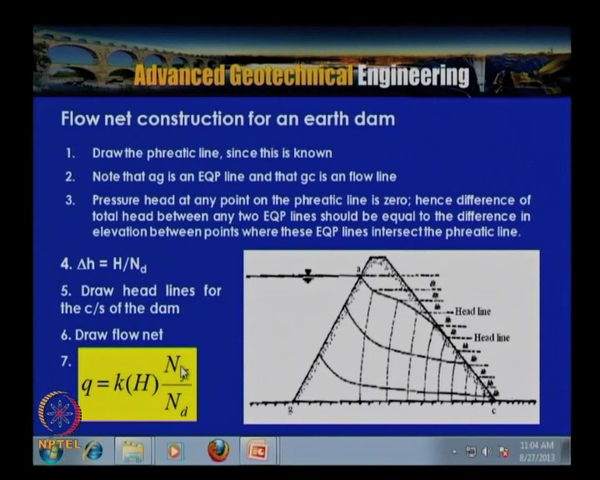 Advanced Geotechnical Engineering
Flow net construction for an earth dam
1. Draw the phreatic line, since this is known
2. Note that ag is an EQP line and that gc is an flow line
3. Pressure head at any point on the phreatic line is zero; hence difference of
total head between any two EQP lines should be equal to the difference in
elevation between points where these EQP lines intersect the phreatic line.
4. Δh = H/Nd
5. Draw head lines for
the c/s of the dam
6. Draw flow net
7.
q = k(H) N / Nd
a
Head line
Head line
g
c
NPTEL
11:04 AM
8/27/2013